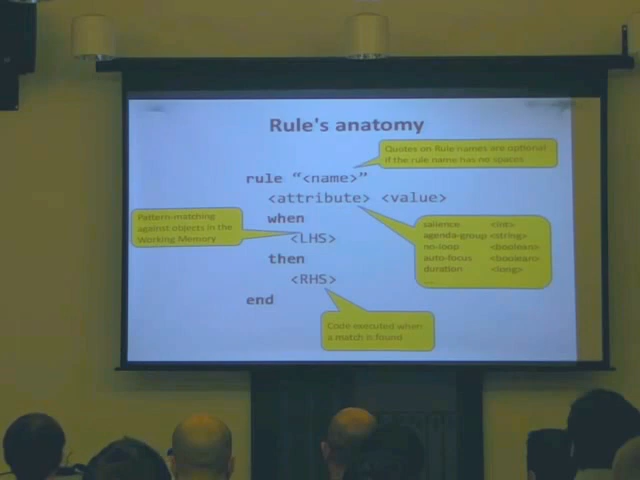 Rule's anatomy
Quotes on Rule names are optional
if the rule name has no spaces
rule “<name>”
<attribute> <value>
when
<LHS>
then
<RHS>
end
Pattern-matching
against objects in the
Working Memory
salience <int>
agenda-group <string>
no-loop <boolean>
auto-focus <boolean>
duration <long>
...
Code executed when
a match is found